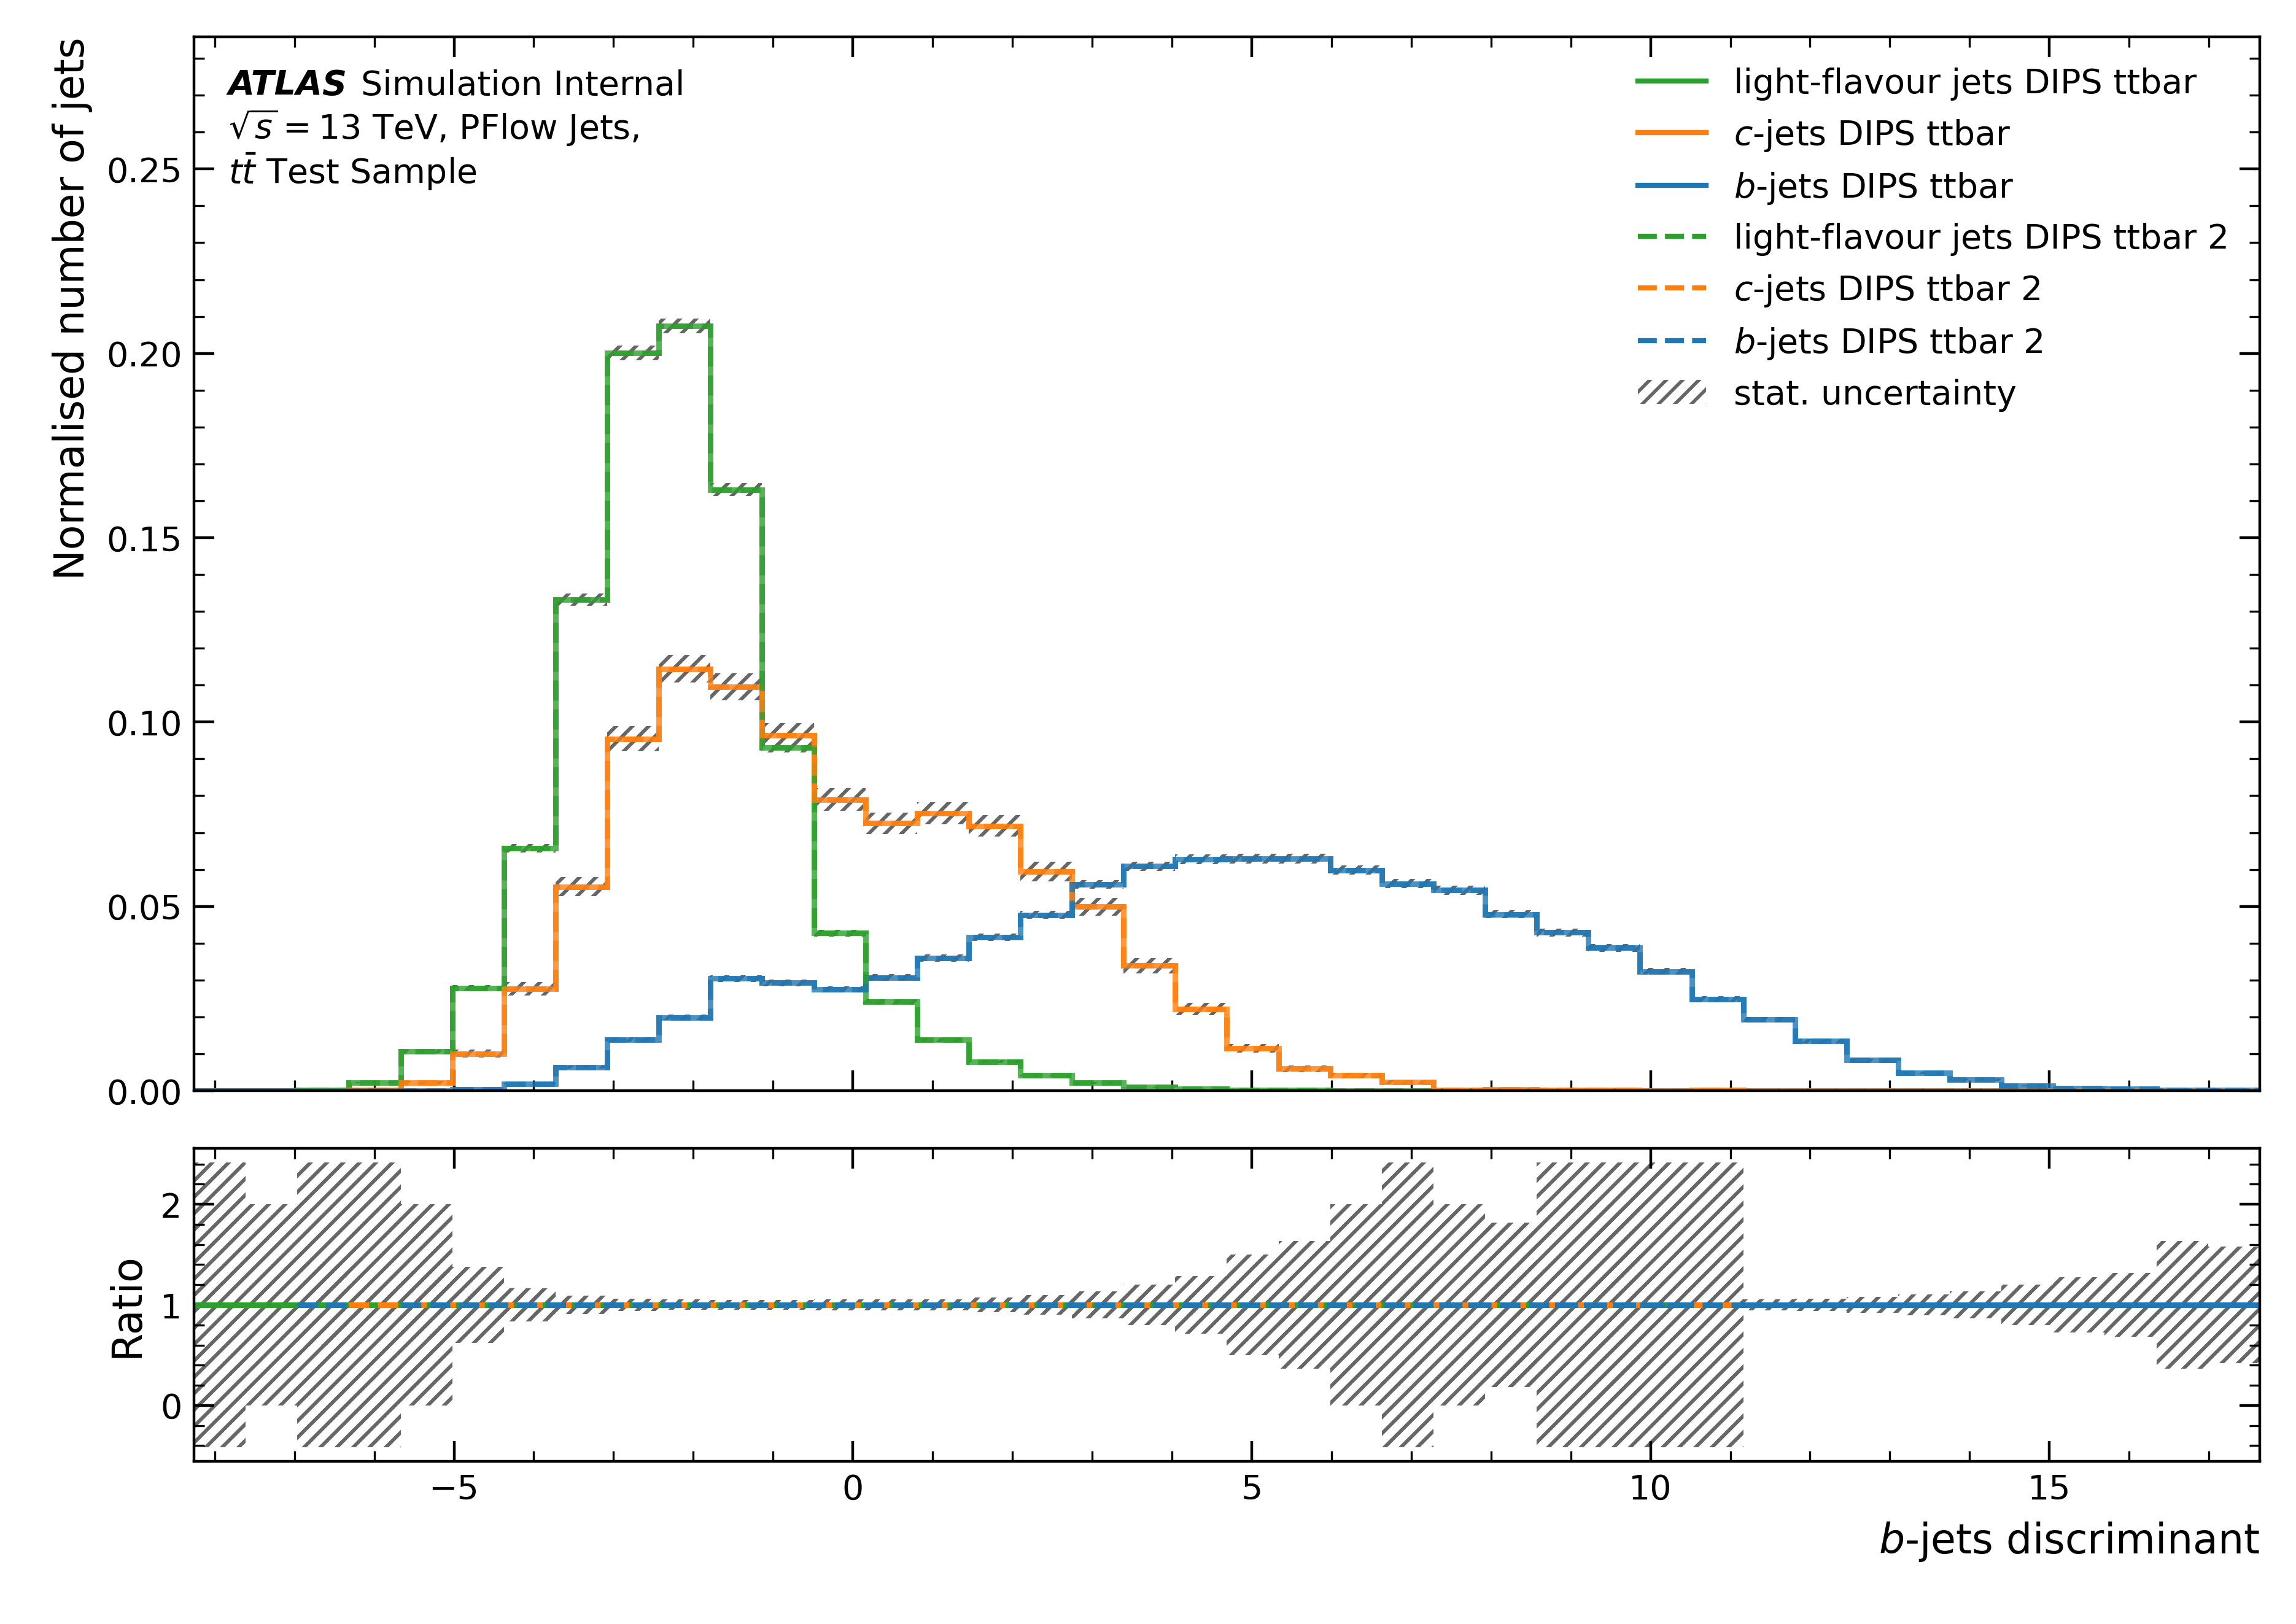 ATLAS Simulation Internal
√s = 13 TeV, PFlow Jets,
tt̄ Test Sample
light-flavour jets DIPS ttbar
c-jets DIPS ttbar
b-jets DIPS ttbar
light-flavour jets DIPS ttbar 2
c-jets DIPS ttbar 2
b-jets DIPS ttbar 2
stat. uncertainty
Normalised number of jets
0.25
0.20
0.15
0.10
0.05
0.00
Ratio
2
1
0
−5 0 5 10 15
b-jets discriminant